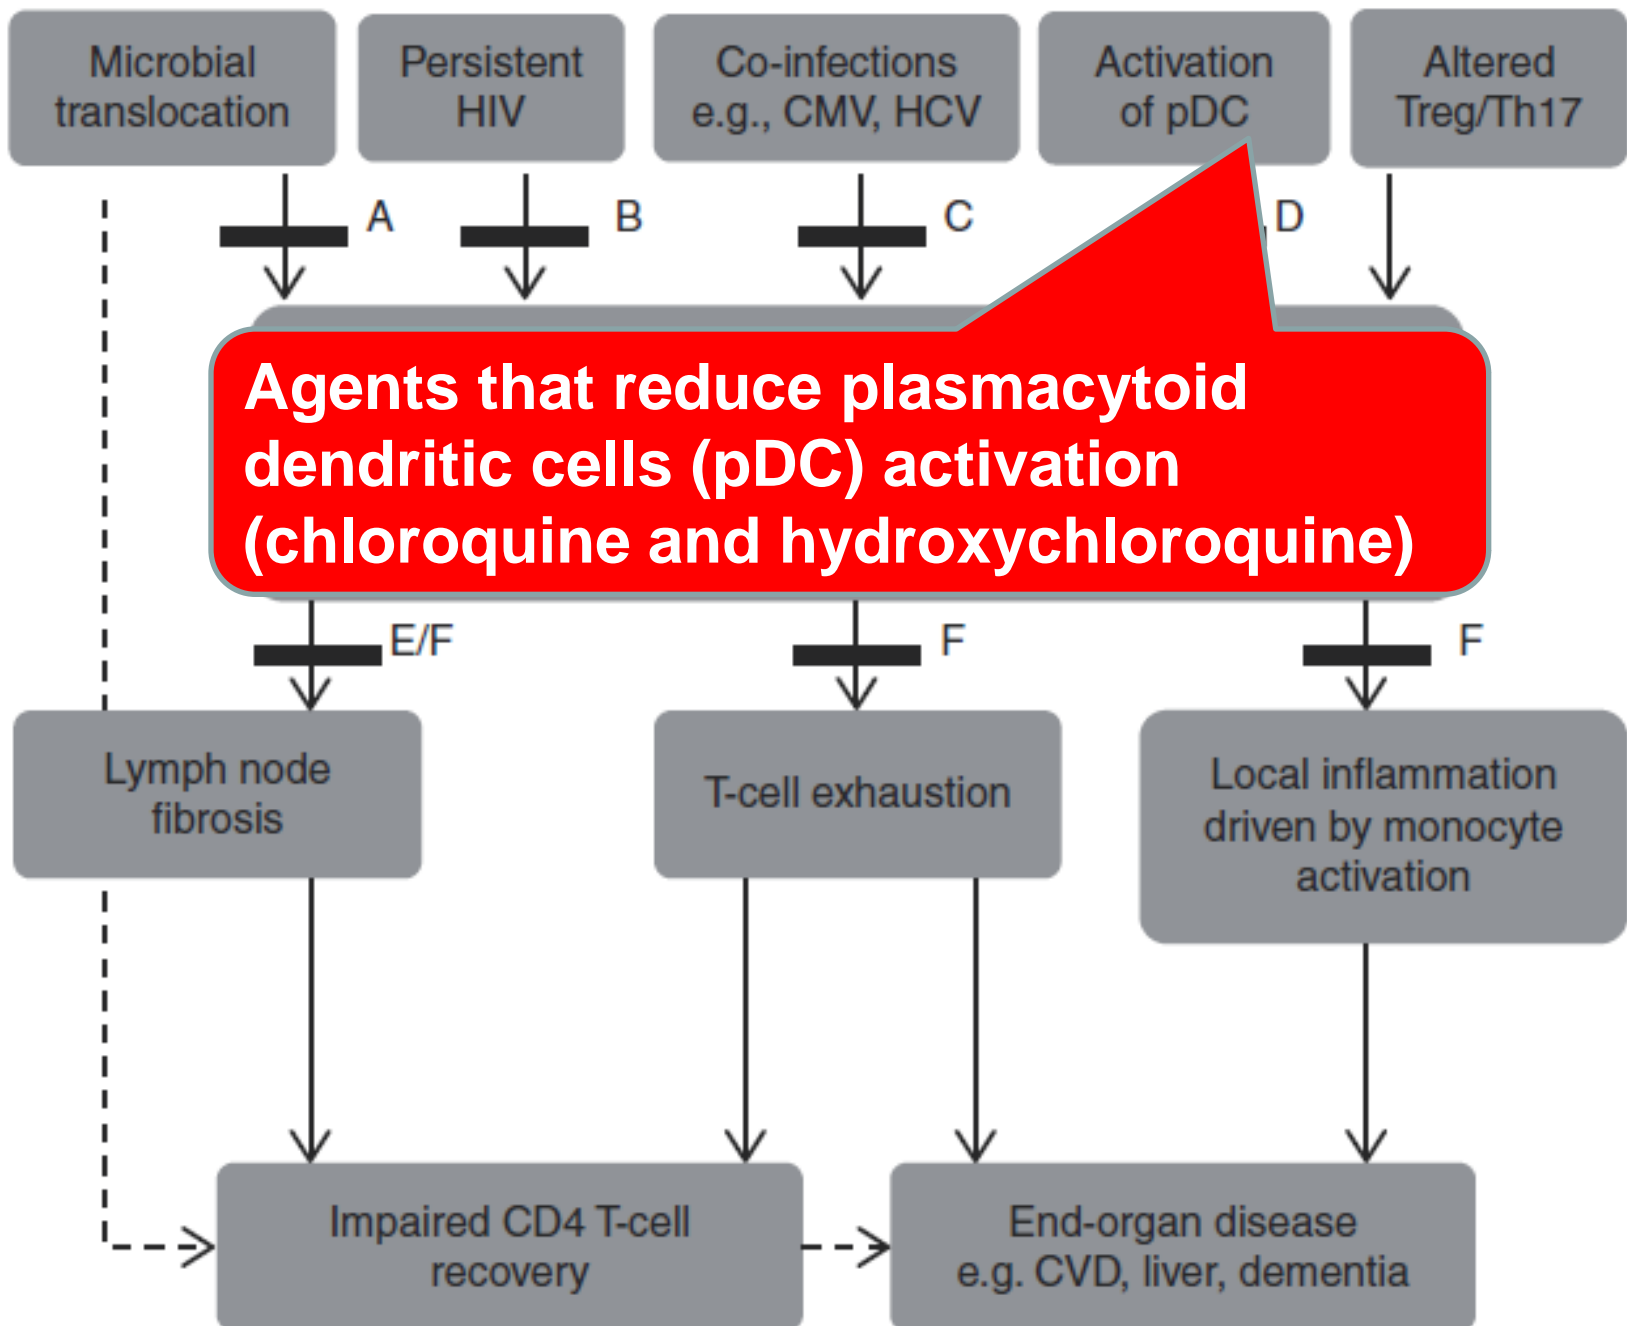 Microbial
translocation
Persistent
HIV
Co-infections
e.g., CMV, HCV
Activation
of pDC
Altered
Treg/Th17
A
B
C
D
Agents that reduce plasmacytoid
dendritic cells (pDC) activation
(chloroquine and hydroxychloroquine)
E/F
F
F
Lymph node
fibrosis
T-cell exhaustion
Local inflammation
driven by monocyte
activation
Impaired CD4 T-cell
recovery
End-organ disease
e.g. CVD, liver, dementia